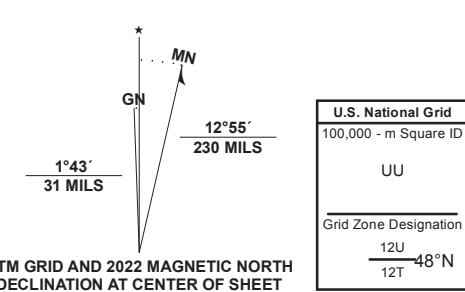 ★
MN
GN
12°55´
230 MILS
1°43´
31 MILS
TM GRID AND 2022 MAGNETIC NORTH
DECLINATION AT CENTER OF SHEET
U.S. National Grid
100,000 - m Square ID
UU
Grid Zone Designation
12U
48°N
12T